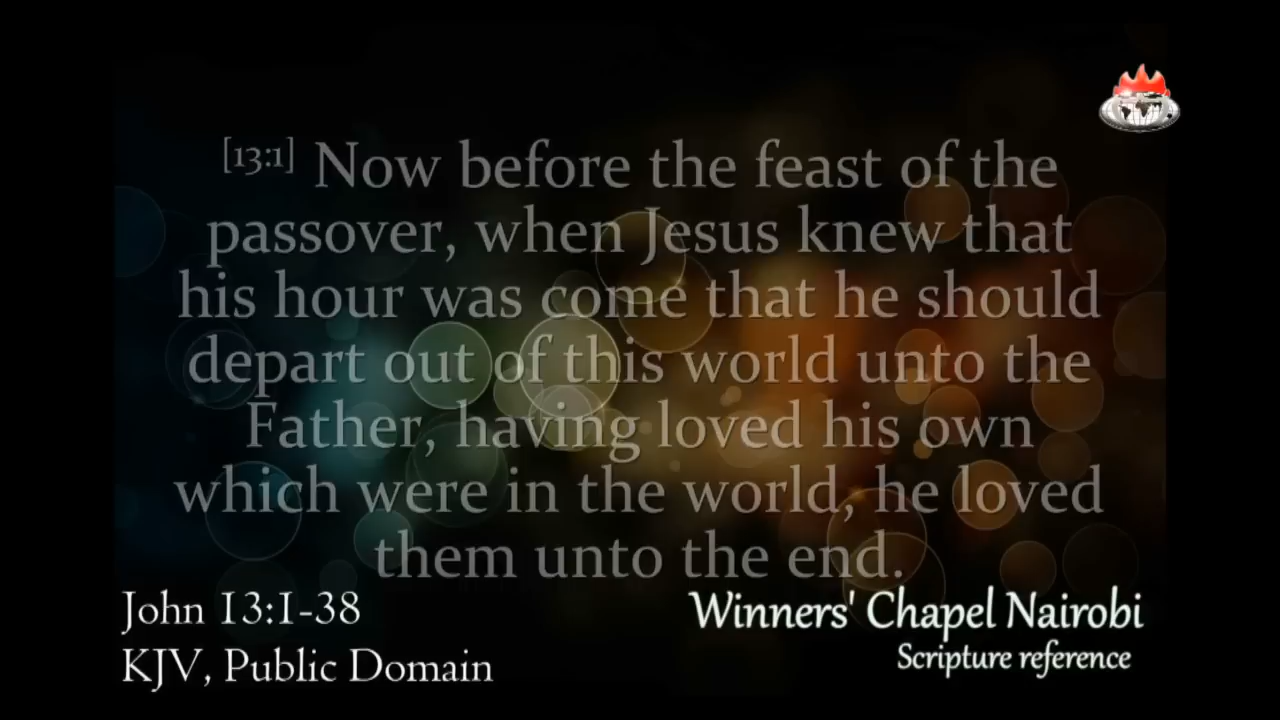 [13:1] Now before the feast of the
passover, when Jesus knew that
his hour was come that he should
depart out of this world unto the
Father, having loved his own
which were in the world, he loved
them unto the end.
John 13:1-38
KJV, Public Domain
Winners' Chapel Nairobi
Scripture reference